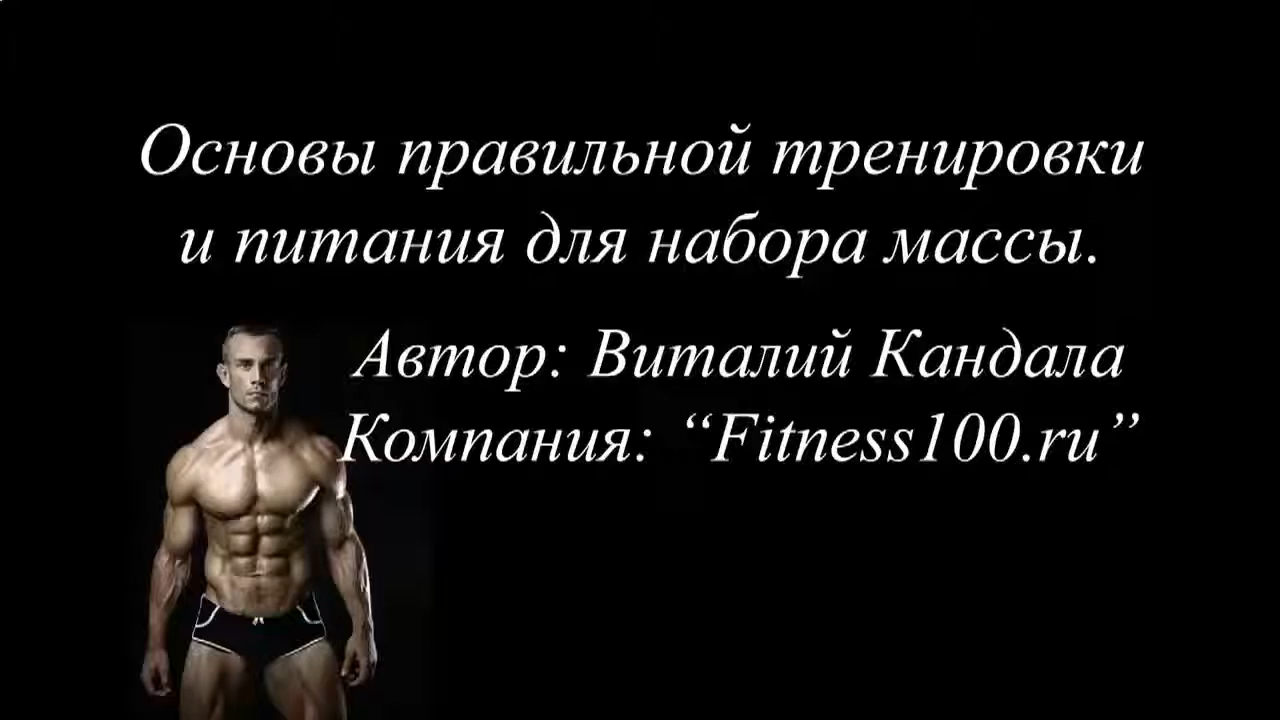 Основы правильной тренировки
и питания для набора массы.
Автор: Виталий Кандала
Компания: “Fitness100.ru”